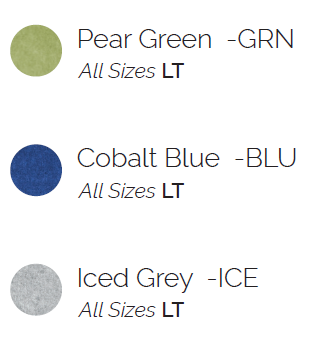 Pear Green -GRN
All Sizes LT
Cobalt Blue -BLU
All Sizes LT
Iced Grey -ICE
All Sizes LT